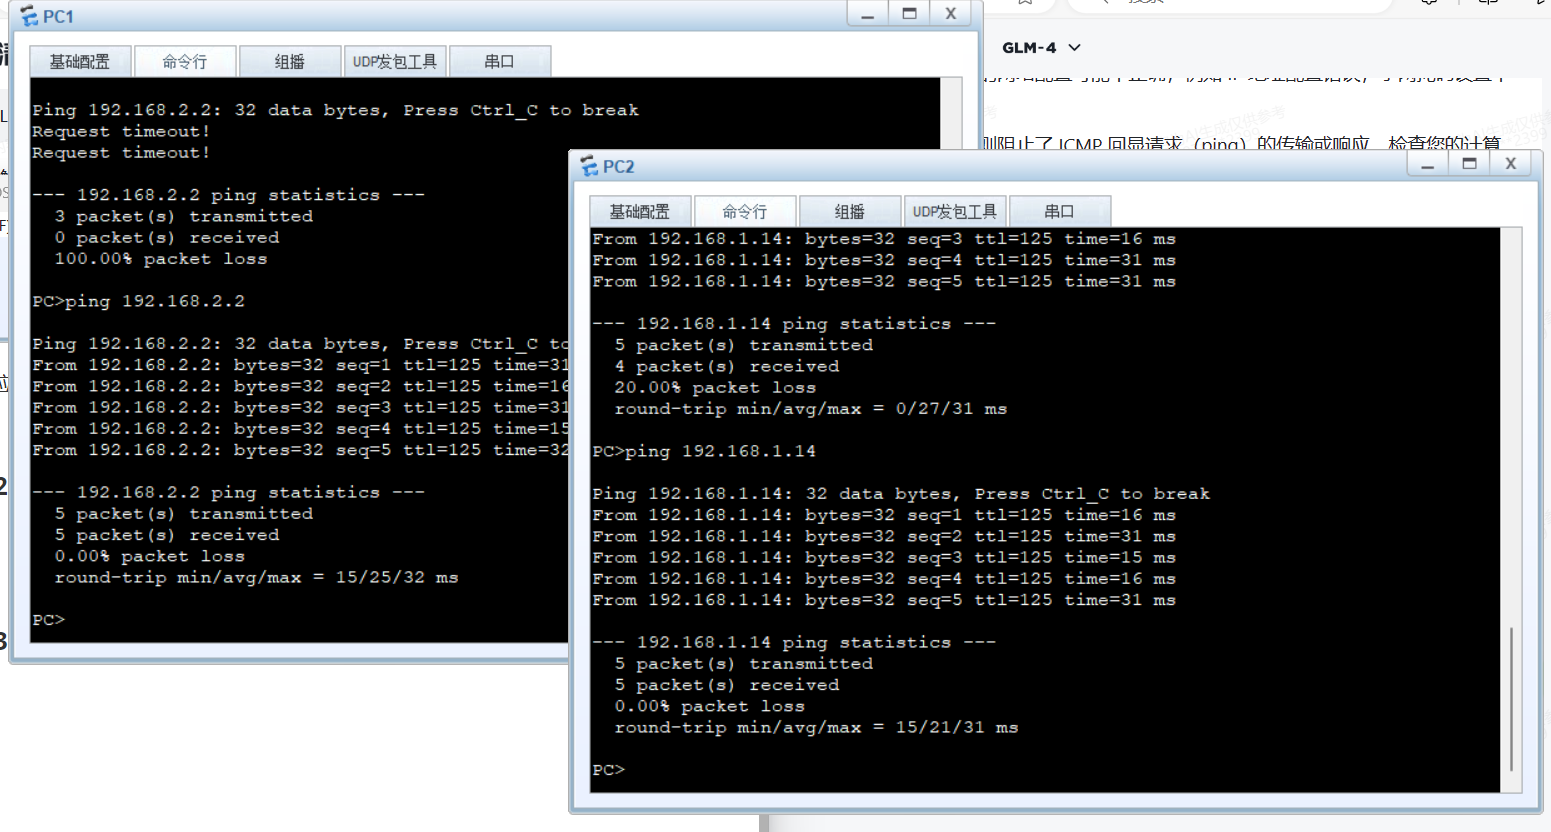 PC1
基础配置
命令行
组播
UDP发包工具
串口
Ping 192.168.2.2: 32 data bytes, Press Ctrl_C to break
Request timeout!
Request timeout!
--- 192.168.2.2 ping statistics ---
3 packet(s) transmitted
0 packet(s) received
100.00% packet loss
PC>ping 192.168.2.2
Ping 192.168.2.2: 32 data bytes, Press Ctrl_C to
From 192.168.2.2: bytes=32 seq=1 ttl=125 time=31
From 192.168.2.2: bytes=32 seq=2 ttl=125 time=16
From 192.168.2.2: bytes=32 seq=3 ttl=125 time=31
From 192.168.2.2: bytes=32 seq=4 ttl=125 time=15
From 192.168.2.2: bytes=32 seq=5 ttl=125 time=32
--- 192.168.2.2 ping statistics ---
5 packet(s) transmitted
5 packet(s) received
0.00% packet loss
round-trip min/avg/max = 15/25/32 ms
PC>
GLM-4
则阻止了 ICMP 回显请求（ping）的传输或响应。检查您的计算
PC2
基础配置
命令行
组播
UDP发包工具
串口
From 192.168.1.14: bytes=32 seq=3 ttl=125 time=16 ms
From 192.168.1.14: bytes=32 seq=4 ttl=125 time=31 ms
From 192.168.1.14: bytes=32 seq=5 ttl=125 time=31 ms
--- 192.168.1.14 ping statistics ---
5 packet(s) transmitted
4 packet(s) received
20.00% packet loss
round-trip min/avg/max = 0/27/31 ms
PC>ping 192.168.1.14
Ping 192.168.1.14: 32 data bytes, Press Ctrl_C to break
From 192.168.1.14: bytes=32 seq=1 ttl=125 time=16 ms
From 192.168.1.14: bytes=32 seq=2 ttl=125 time=31 ms
From 192.168.1.14: bytes=32 seq=3 ttl=125 time=15 ms
From 192.168.1.14: bytes=32 seq=4 ttl=125 time=16 ms
From 192.168.1.14: bytes=32 seq=5 ttl=125 time=31 ms
--- 192.168.1.14 ping statistics ---
5 packet(s) transmitted
5 packet(s) received
0.00% packet loss
round-trip min/avg/max = 15/21/31 ms
PC>